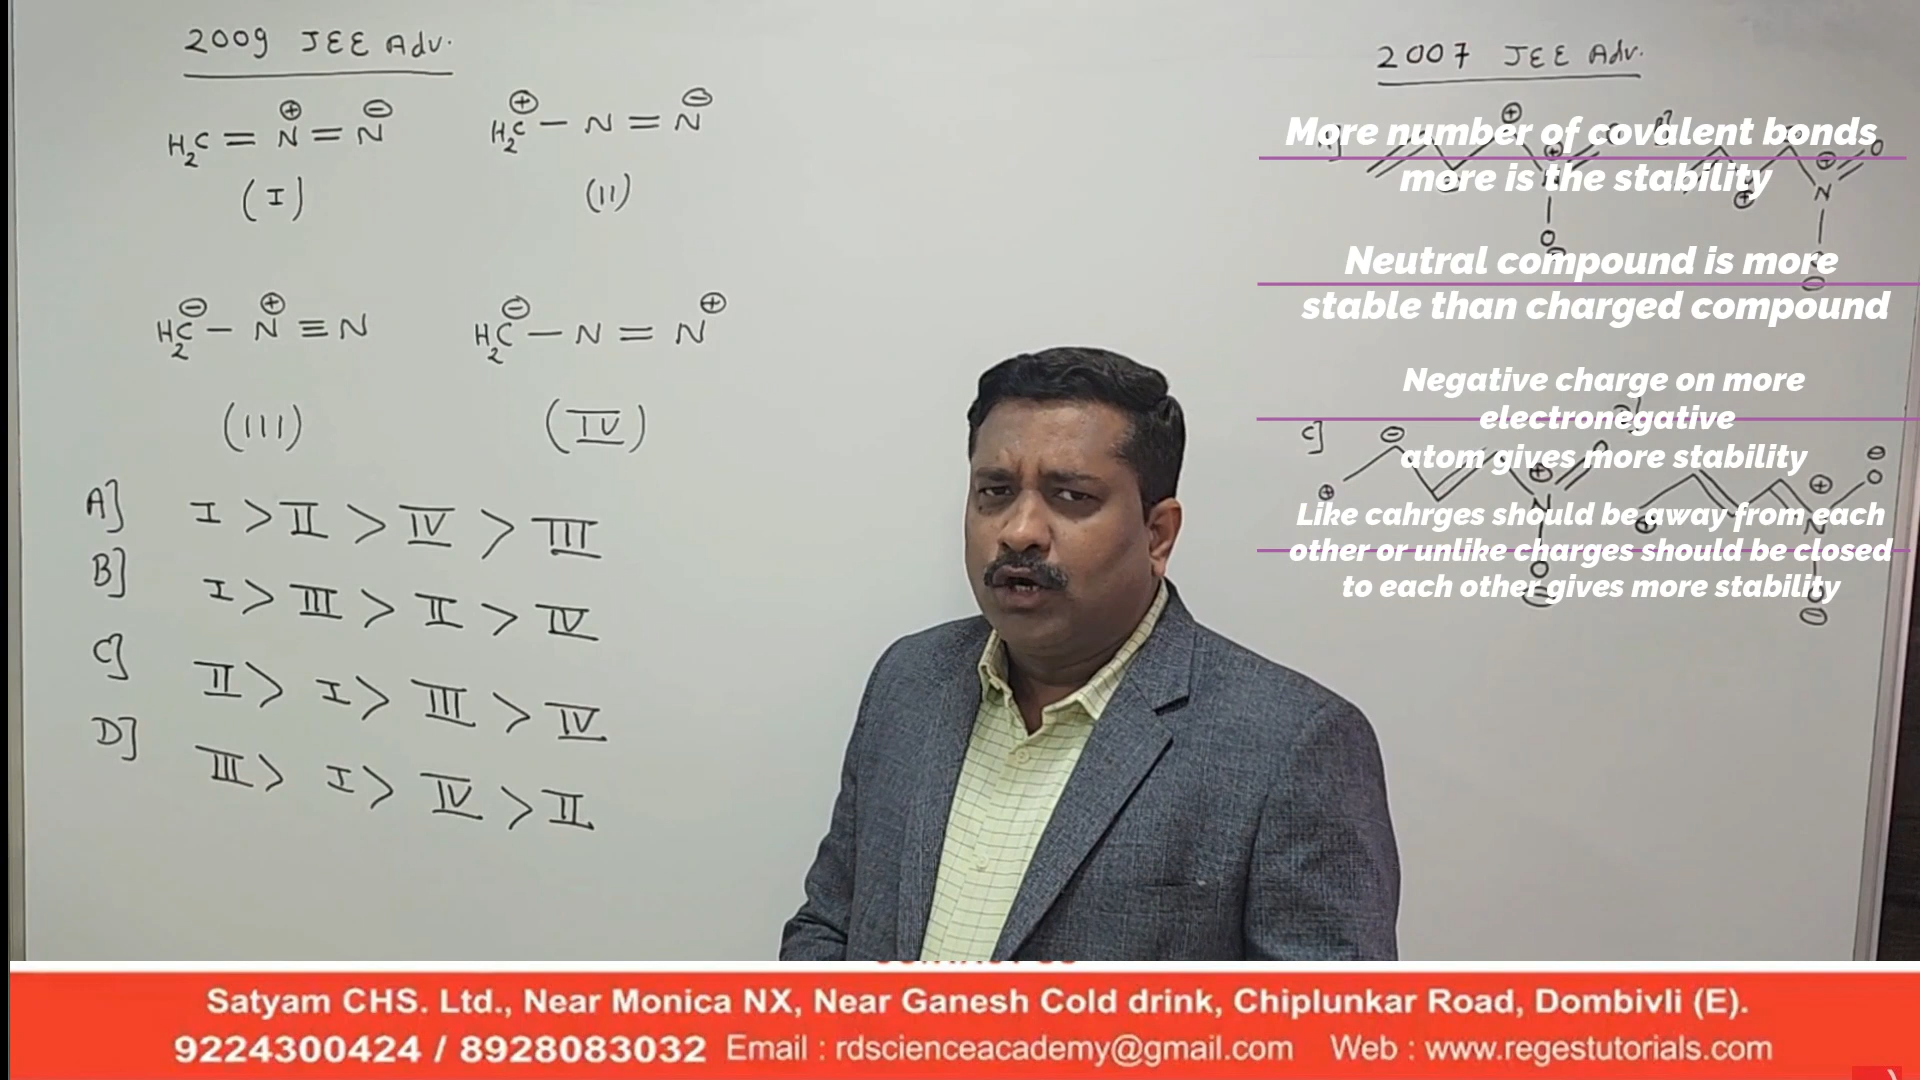 2009 JEE Adv.
H₂C = N⊕ = N⊖
H₂C⊕ – N = N⊖
(I)
(II)
H₂C⊖ – N⊕ ≡ N
H₂C⊖ – N = N⊕
(III)
(IV)
A] I > II > IV > III
B] I > III > II > IV
C] II > I > III > IV
D] III > I > IV > II
2007 JEE Adv.
More number of covalent bonds
more is the stability
Neutral compound is more
stable than charged compound
Negative charge on more
electronegative
atom gives more stability
C]
Like cahrges should be away from each
other or unlike charges should be closed
to each other gives more stability
Satyam CHS. Ltd., Near Monica NX, Near Ganesh Cold drink, Chiplunkar Road, Dombivli (E).
9224300424 / 8928083032 Email : rdscienceacademy@gmail.com Web : www.regestutorials.com